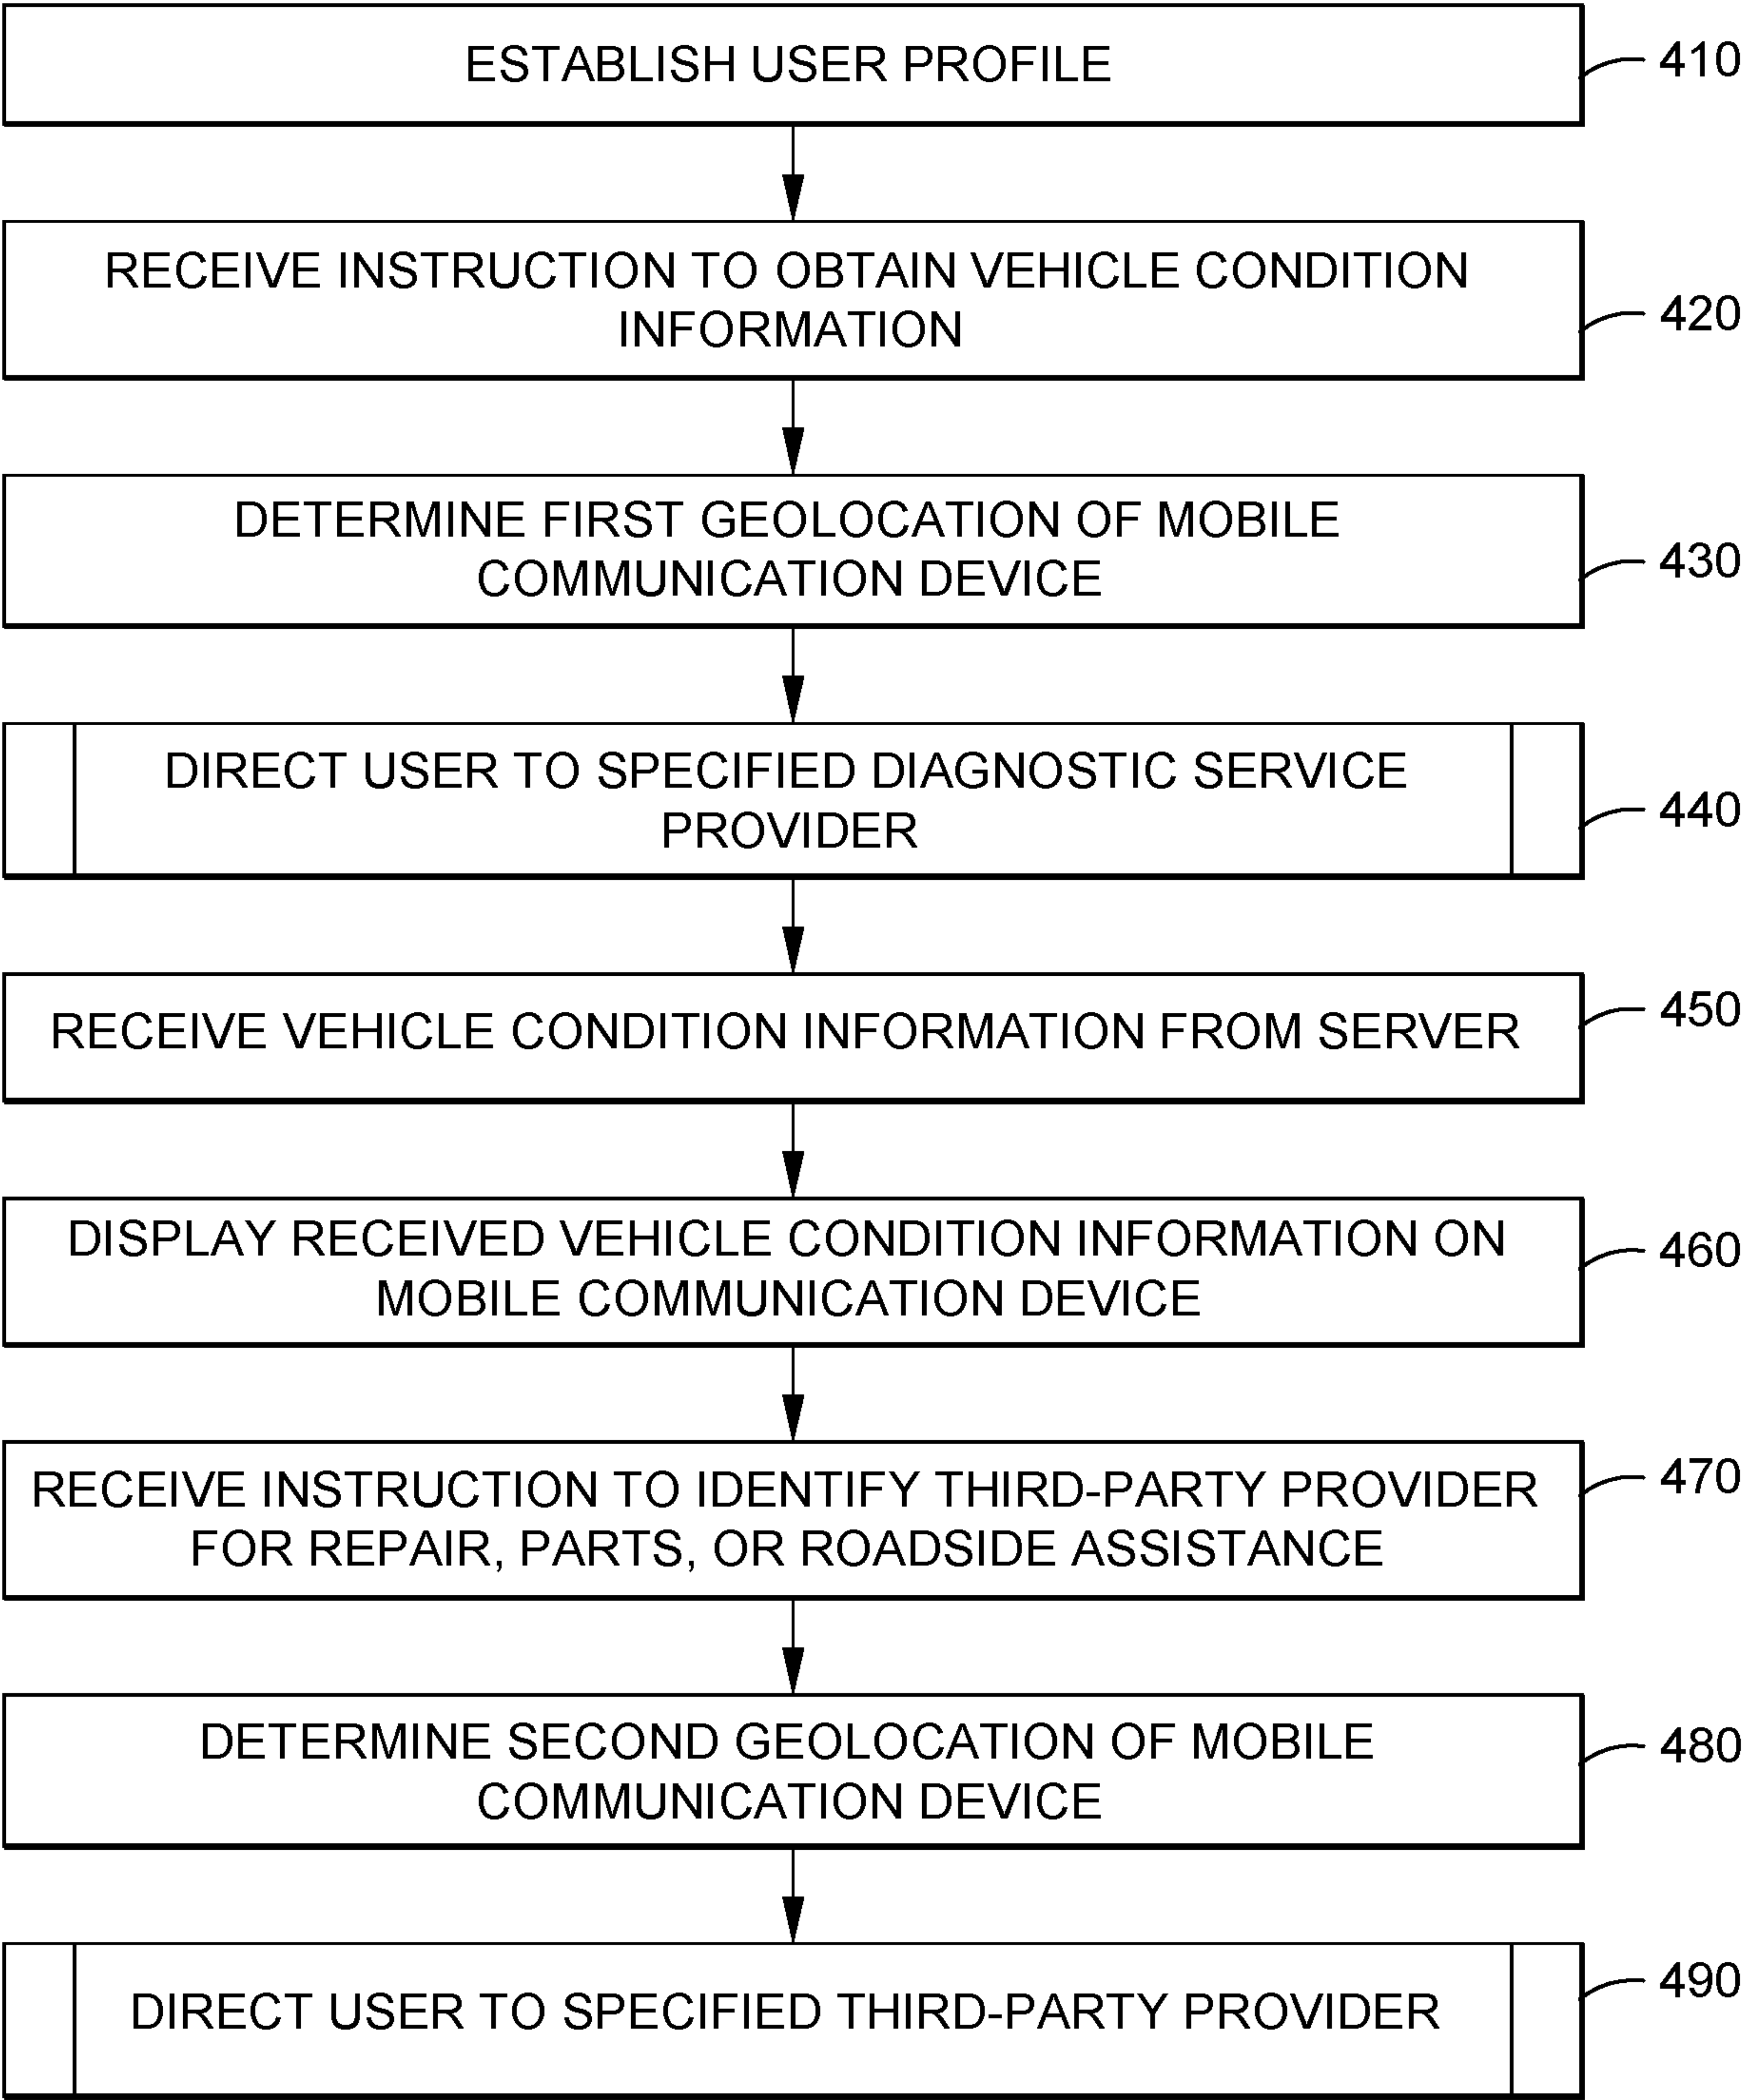 ESTABLISH USER PROFILE
410
RECEIVE INSTRUCTION TO OBTAIN VEHICLE CONDITION
INFORMATION
420
DETERMINE FIRST GEOLOCATION OF MOBILE
COMMUNICATION DEVICE
430
DIRECT USER TO SPECIFIED DIAGNOSTIC SERVICE
PROVIDER
440
RECEIVE VEHICLE CONDITION INFORMATION FROM SERVER
450
DISPLAY RECEIVED VEHICLE CONDITION INFORMATION ON
MOBILE COMMUNICATION DEVICE
460
RECEIVE INSTRUCTION TO IDENTIFY THIRD-PARTY PROVIDER
FOR REPAIR, PARTS, OR ROADSIDE ASSISTANCE
470
DETERMINE SECOND GEOLOCATION OF MOBILE
COMMUNICATION DEVICE
480
DIRECT USER TO SPECIFIED THIRD-PARTY PROVIDER
490